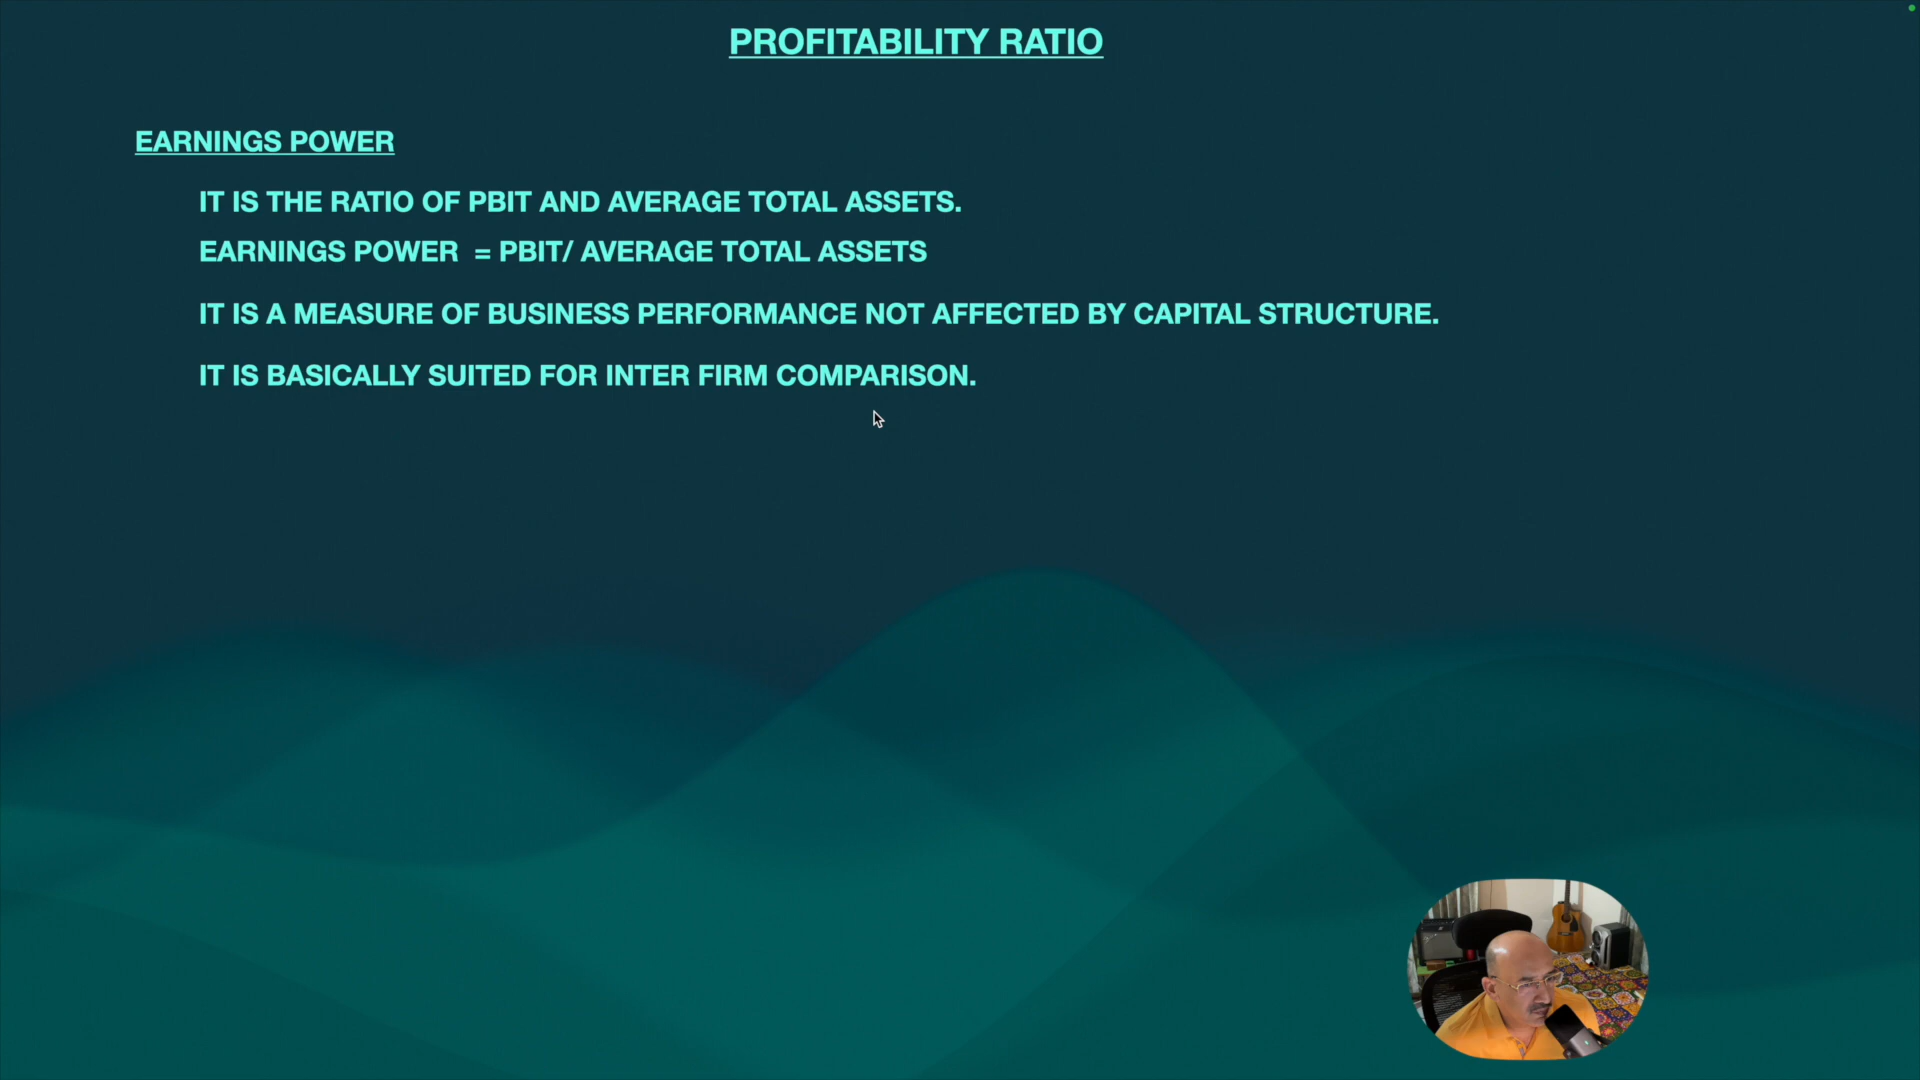 PROFITABILITY RATIO
EARNINGS POWER
IT IS THE RATIO OF PBIT AND AVERAGE TOTAL ASSETS.
EARNINGS POWER = PBIT/ AVERAGE TOTAL ASSETS
IT IS A MEASURE OF BUSINESS PERFORMANCE NOT AFFECTED BY CAPITAL STRUCTURE.
IT IS BASICALLY SUITED FOR INTER FIRM COMPARISON.